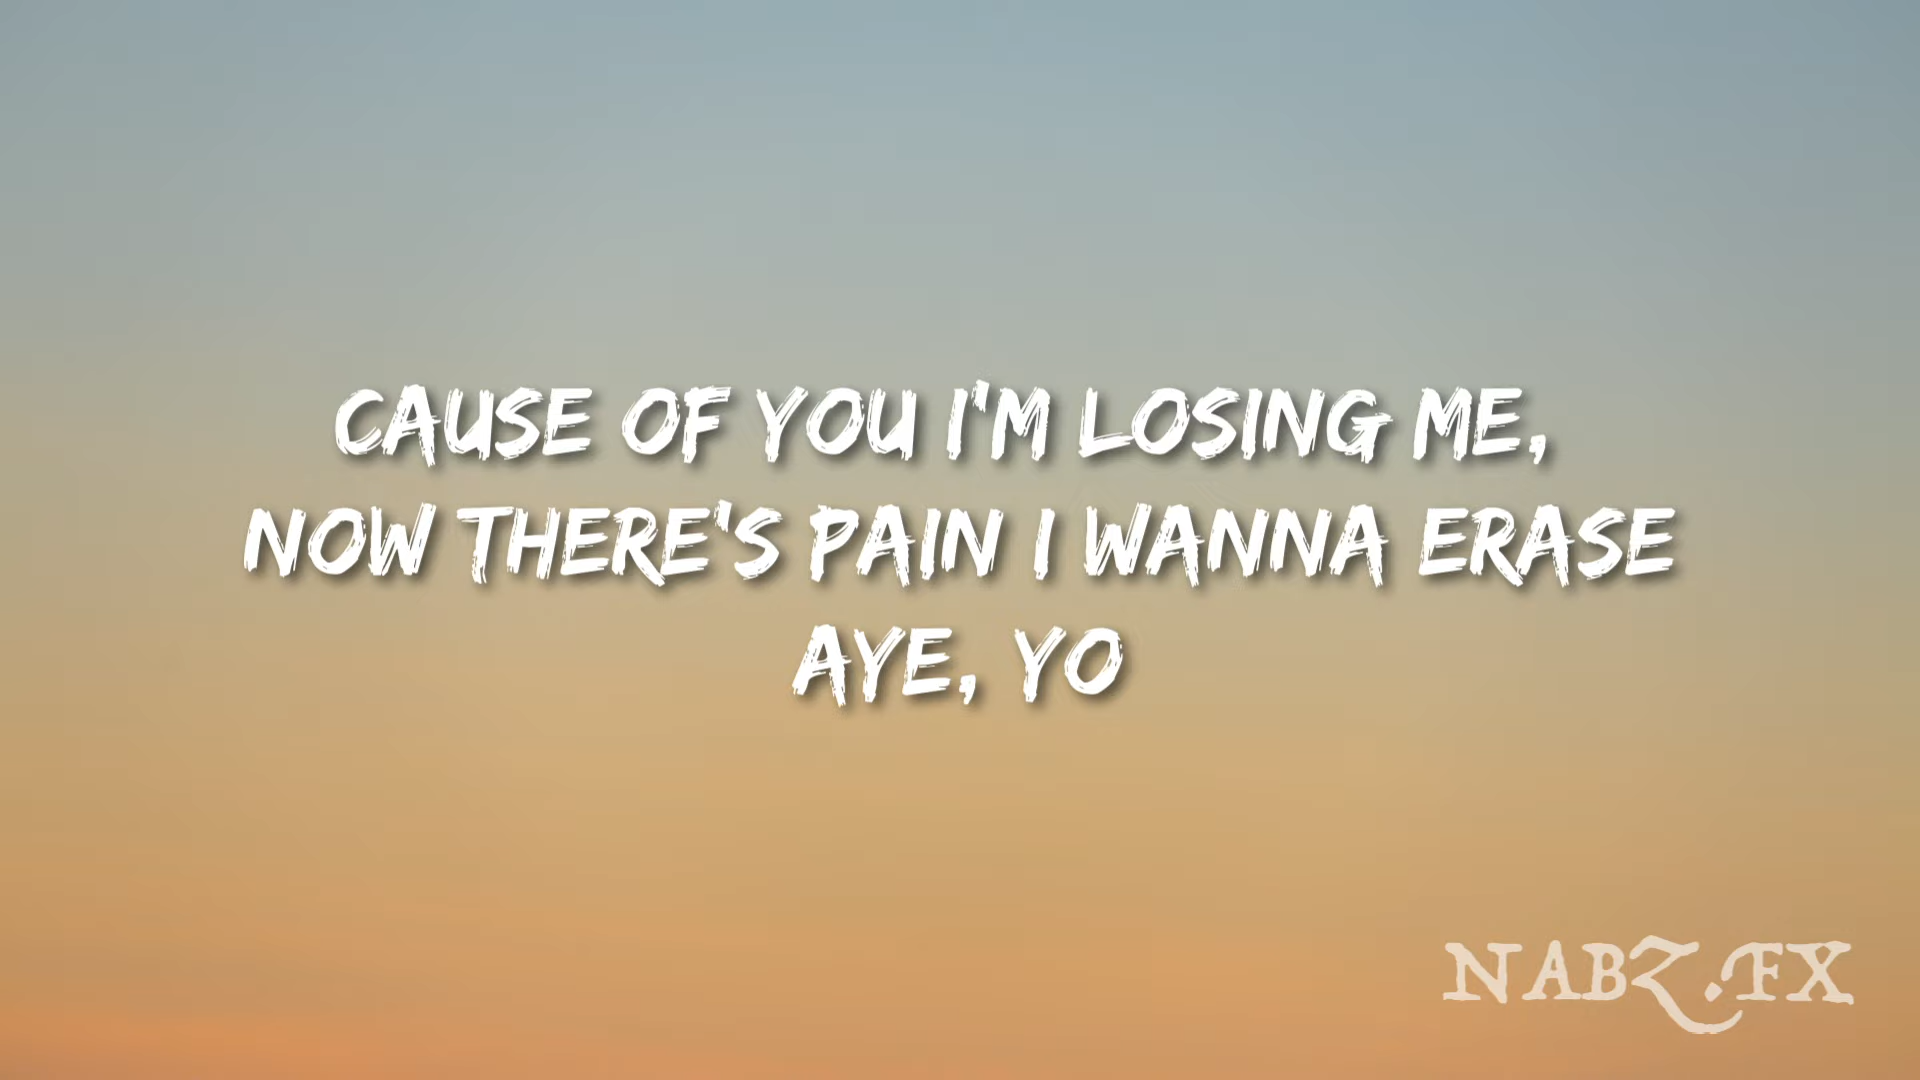 CAUSE OF YOU I'M LOSING ME,
NOW THERE'S PAIN I WANNA ERASE
AYE, YO
NABZ.FX